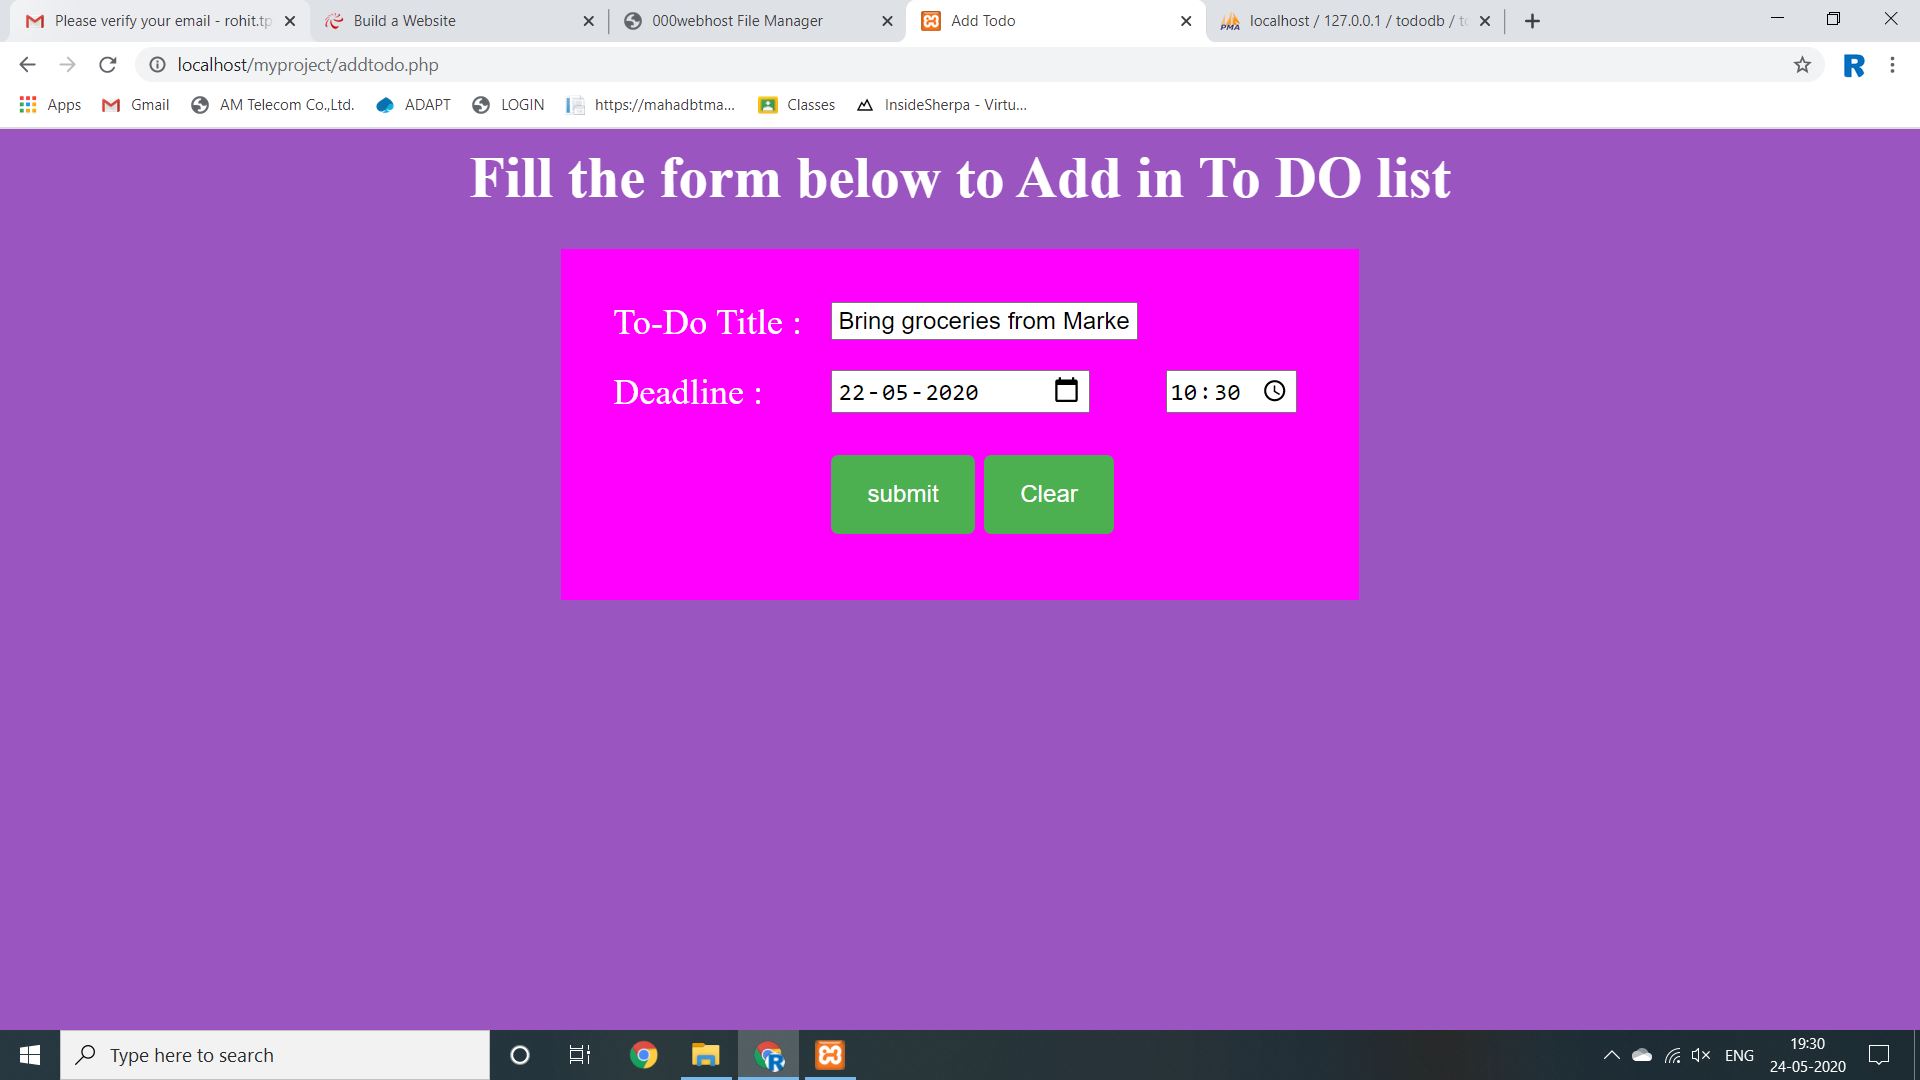 Please verify your email - rohit.tp
Build a Website
000webhost File Manager
Add Todo
localhost / 127.0.0.1 / tododb /
localhost/myproject/addtodo.php
R
Apps
Gmail
AM Telecom Co.,Ltd.
ADAPT
LOGIN
https://mahadbtma...
Classes
InsideSherpa - Virtu...
Fill the form below to Add in To DO list
To-Do Title :
Bring groceries from Marke
Deadline :
22-05-2020
10:30
submit
Clear
Type here to search
ENG
19:30
24-05-2020